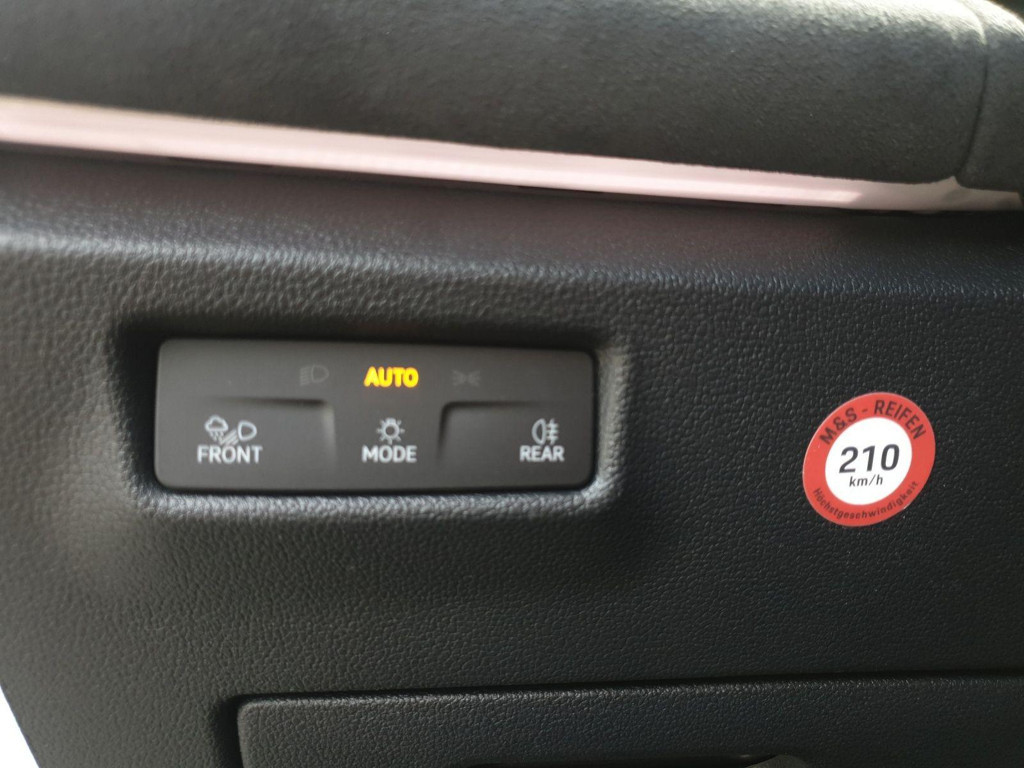 AUTO
FRONT
MODE
REAR
M&S - REIFEN
210
km/h
Höchstgeschwindigkeit